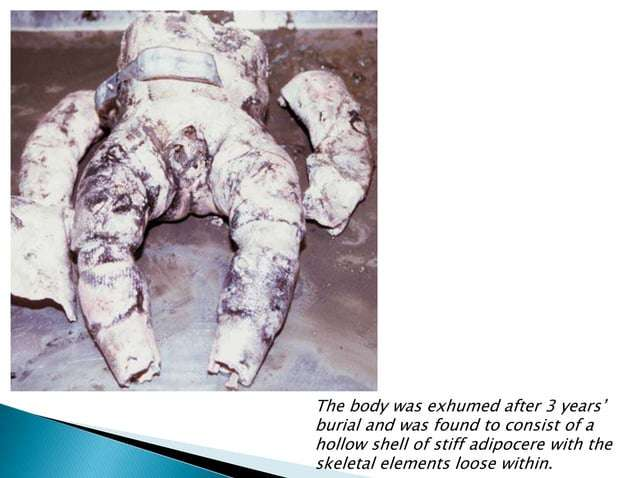 The body was exhumed after 3 years’
burial and was found to consist of a
hollow shell of stiff adipocere with the
skeletal elements loose within.